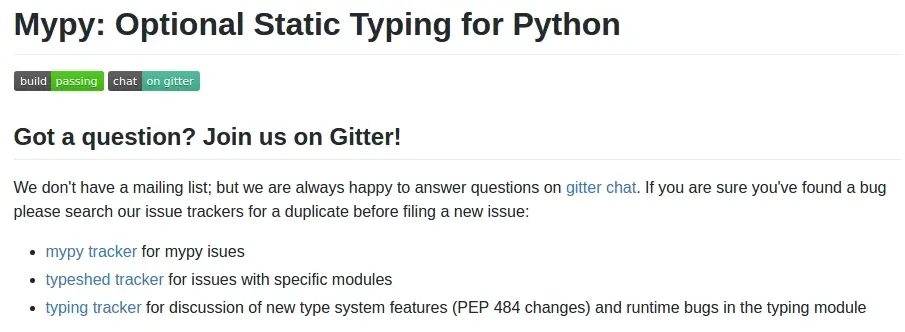 Mypy: Optional Static Typing for Python
build passing chat on gitter
Got a question? Join us on Gitter!
We don't have a mailing list; but we are always happy to answer questions on gitter chat. If you are sure you've found a bug
please search our issue trackers for a duplicate before filing a new issue:
• mypy tracker for mypy isues
• typeshed tracker for issues with specific modules
• typing tracker for discussion of new type system features (PEP 484 changes) and runtime bugs in the typing module